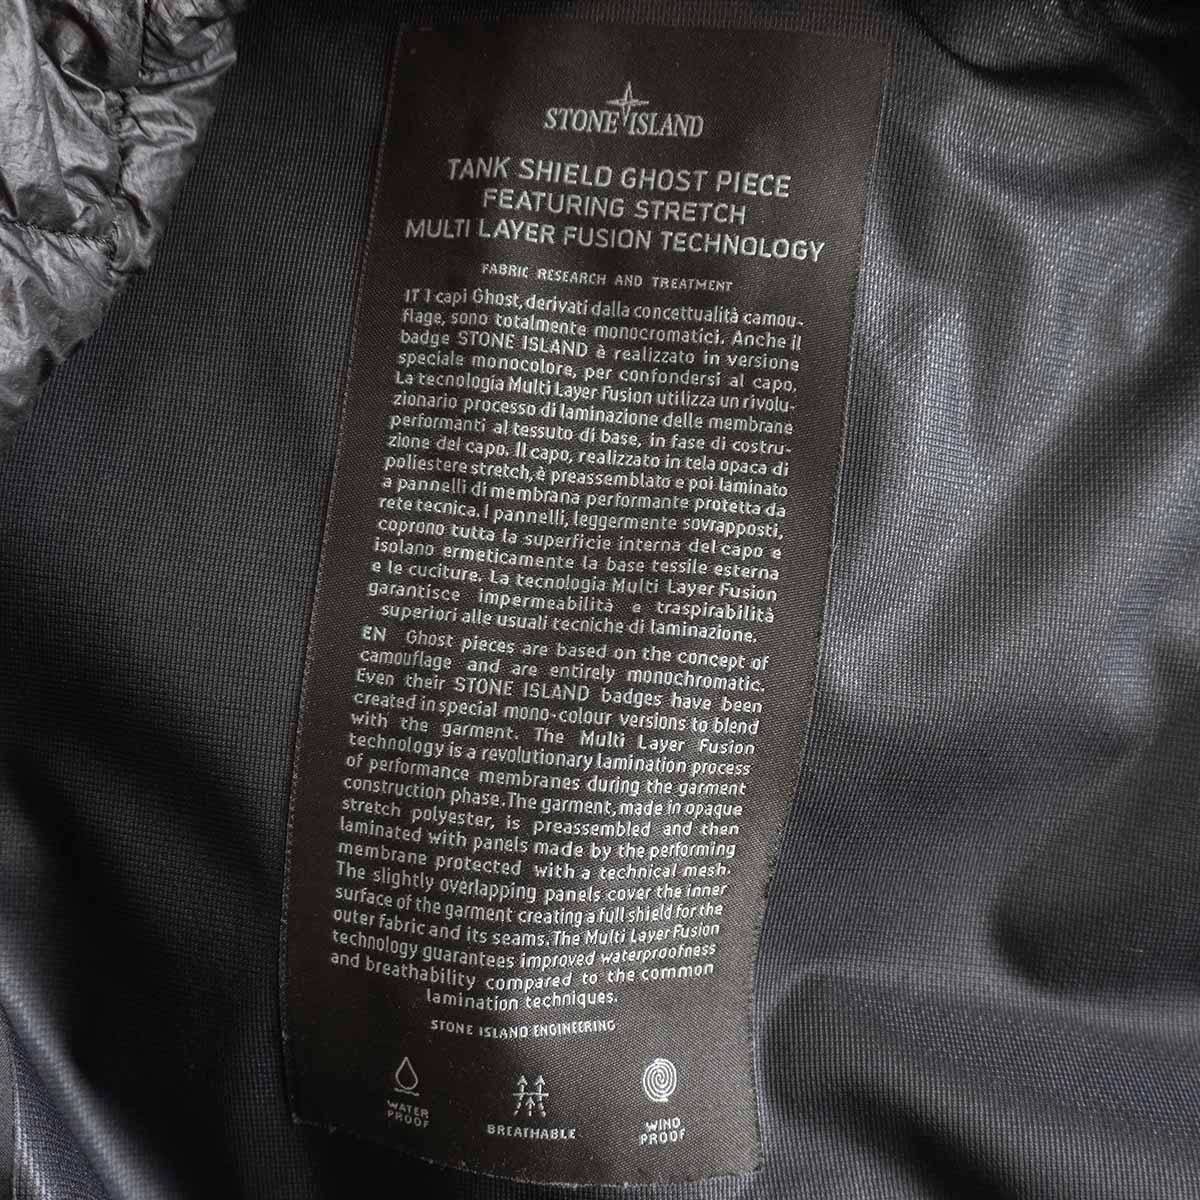 STONE ISLAND
TANK SHIELD GHOST PIECE
FEATURING STRETCH
MULTI LAYER FUSION TECHNOLOGY
FABRIC RESEARCH AND TREATMENT
IT I capi Ghost, derivati dalla concettualità camou-
flage, sono totalmente monocromatici. Anche il
badge STONE ISLAND è realizzato in versione
speciale monocolore, per confondersi al capo.
La tecnologia Multi Layer Fusion utilizza un rivolu-
zionario processo di laminazione delle membrane
performanti al tessuto di base, in fase di costru-
zione del capo. Il capo, realizzato in tela opaca di
poliestere stretch, è preassemblato e poi laminato
a pannelli di membrana performante protetta da
rete tecnica. I pannelli, leggermente sovrapposti,
coprono tutta la superficie interna del capo e
isolano ermeticamente la base tessile esterna
e le cuciture. La tecnologia Multi Layer Fusion
garantisce impermeabilità e traspirabilità
superiori alle usuali tecniche di laminazione.
EN Ghost pieces are based on the concept of
camouflage and are entirely monochromatic.
Even their STONE ISLAND badges have been
created in special mono-colour versions to blend
with the garment. The Multi Layer Fusion
technology is a revolutionary lamination process
of performance membranes during the garment
construction phase. The garment, made in opaque
stretch polyester, is preassembled and then
laminated with panels made by the performing
membrane protected with a technical mesh.
The slightly overlapping panels cover the inner
surface of the garment creating a full shield for the
outer fabric and its seams. The Multi Layer Fusion
technology guarantees improved waterproofness
and breathability compared to the common
lamination techniques.
STONE ISLAND ENGINEERING
WATER
PROOF
BREATHABLE
WIND
PROOF